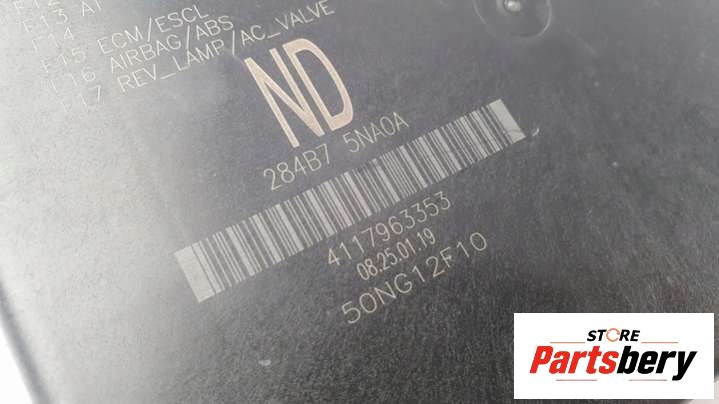 F13 AT
F14
F15 ECM/ESCL
F16 AIRBAG/ABS
F17 REV_LAMP/AC_VALVE
ND
284B7 5NA0A
4117963353
08.25.01.19
50NG12F10
STORE
Partsbery